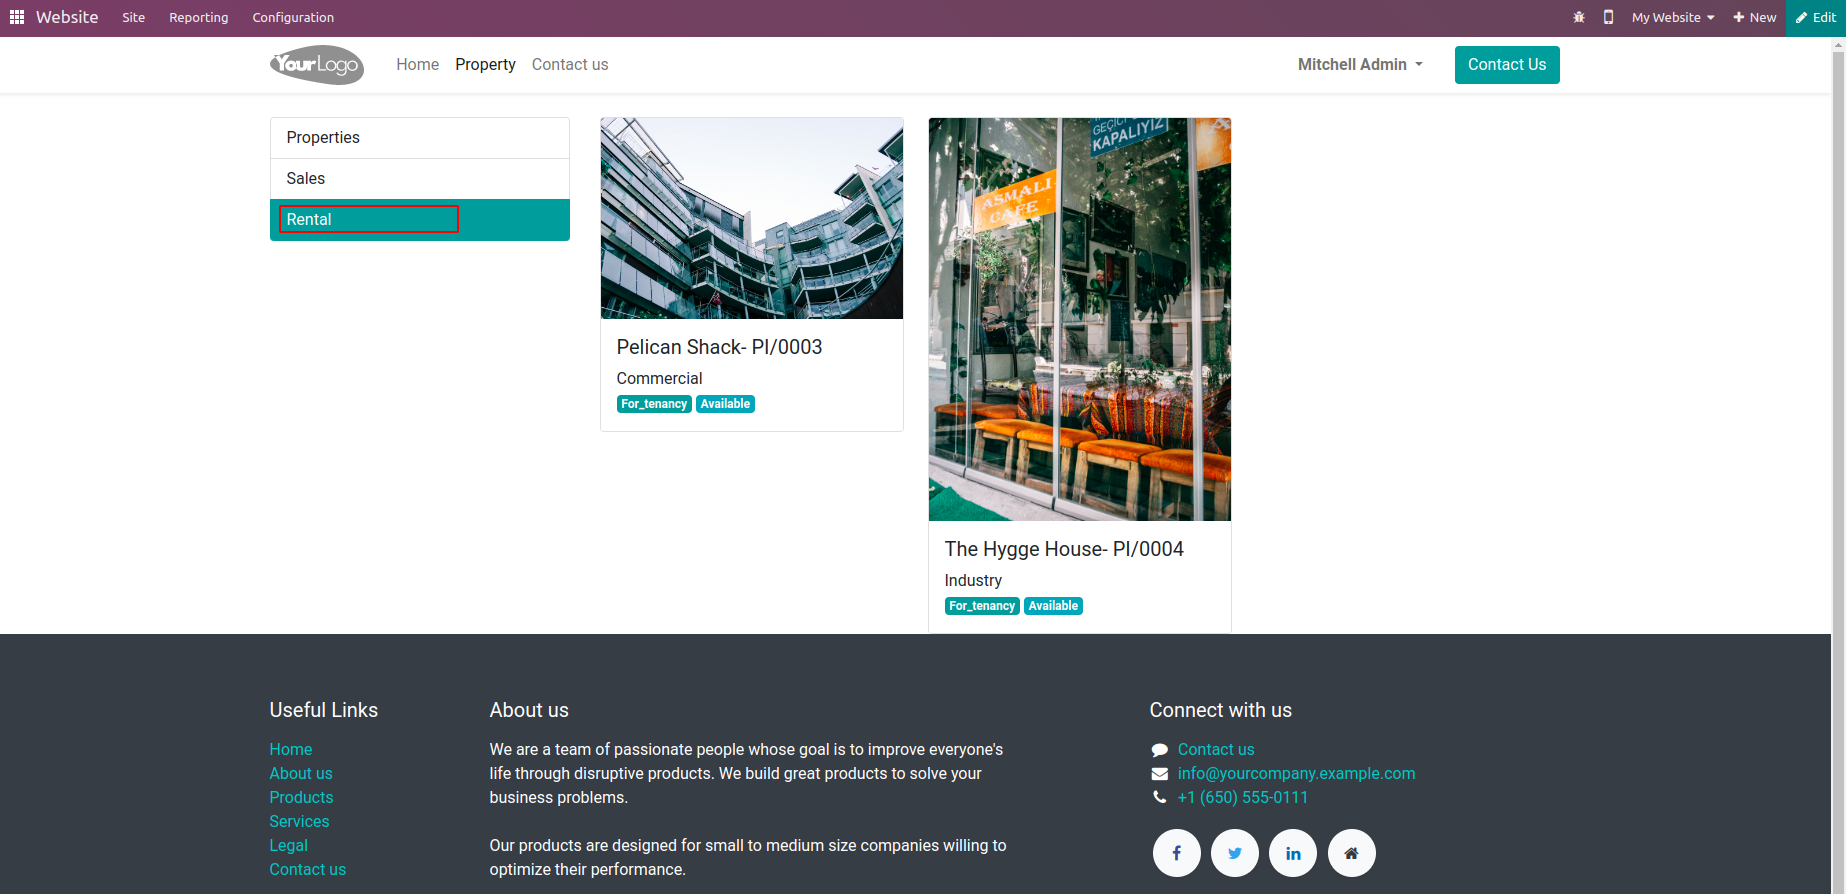 Website Site Reporting Configuration My Website New Edit
YourLogo Home Property Contact us Mitchell Admin Contact Us
Properties
Sales
Rental
Pelican Shack- PI/0003
Commercial
For_tenancy Available
GEÇİCİ
KAPALIYIZ
ASMALI
CAFE
The Hygge House- PI/0004
Industry
For_tenancy Available
Useful Links
Home
About us
Products
Services
Legal
Contact us
About us
We are a team of passionate people whose goal is to improve everyone's
life through disruptive products. We build great products to solve your
business problems.
Our products are designed for small to medium size companies willing to
optimize their performance.
Connect with us
Contact us
info@yourcompany.example.com
+1 (650) 555-0111